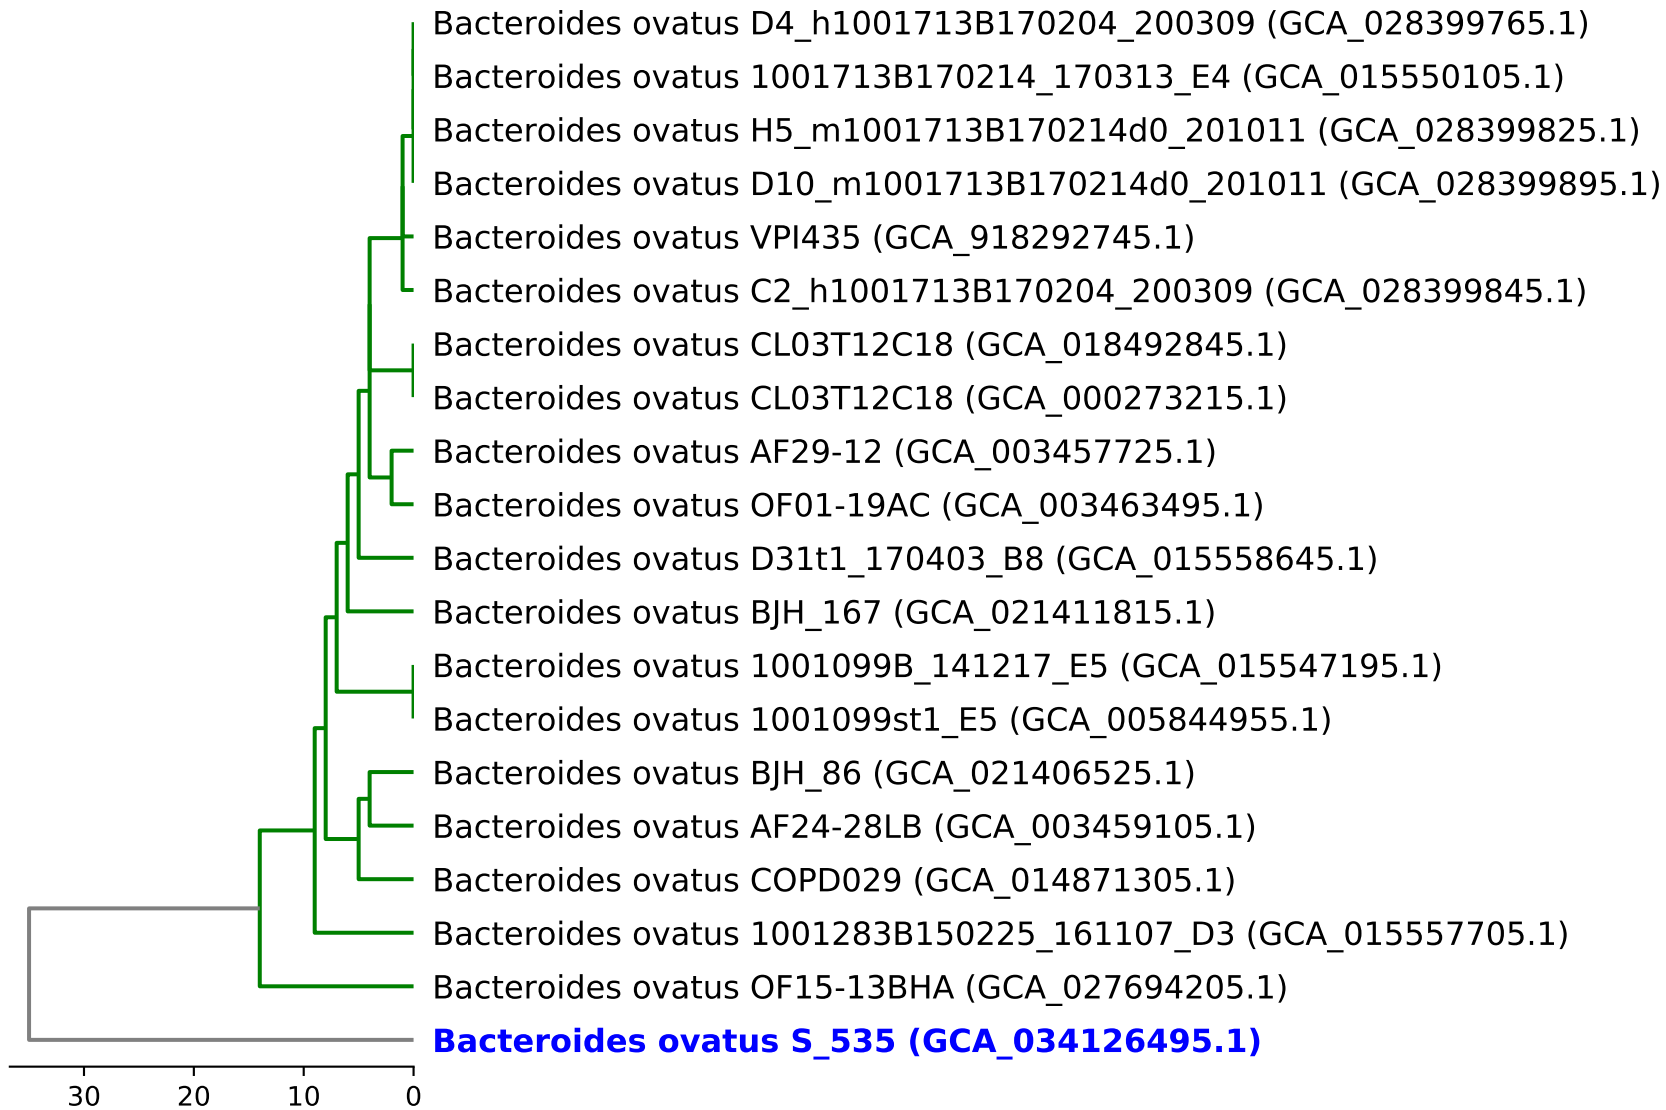 Bacteroides ovatus D4_h1001713B170204_200309 (GCA_028399765.1)
Bacteroides ovatus 1001713B170214_170313_E4 (GCA_015550105.1)
Bacteroides ovatus H5_m1001713B170214d0_201011 (GCA_028399825.1)
Bacteroides ovatus D10_m1001713B170214d0_201011 (GCA_028399895.1)
Bacteroides ovatus VPI435 (GCA_918292745.1)
Bacteroides ovatus C2_h1001713B170204_200309 (GCA_028399845.1)
Bacteroides ovatus CL03T12C18 (GCA_018492845.1)
Bacteroides ovatus CL03T12C18 (GCA_000273215.1)
Bacteroides ovatus AF29-12 (GCA_003457725.1)
Bacteroides ovatus OF01-19AC (GCA_003463495.1)
Bacteroides ovatus D31t1_170403_B8 (GCA_015558645.1)
Bacteroides ovatus BJH_167 (GCA_021411815.1)
Bacteroides ovatus 1001099B_141217_E5 (GCA_015547195.1)
Bacteroides ovatus 1001099st1_E5 (GCA_005844955.1)
Bacteroides ovatus BJH_86 (GCA_021406525.1)
Bacteroides ovatus AF24-28LB (GCA_003459105.1)
Bacteroides ovatus COPD029 (GCA_014871305.1)
Bacteroides ovatus 1001283B150225_161107_D3 (GCA_015557705.1)
Bacteroides ovatus OF15-13BHA (GCA_027694205.1)
Bacteroides ovatus S_535 (GCA_034126495.1)
30 20 10 0